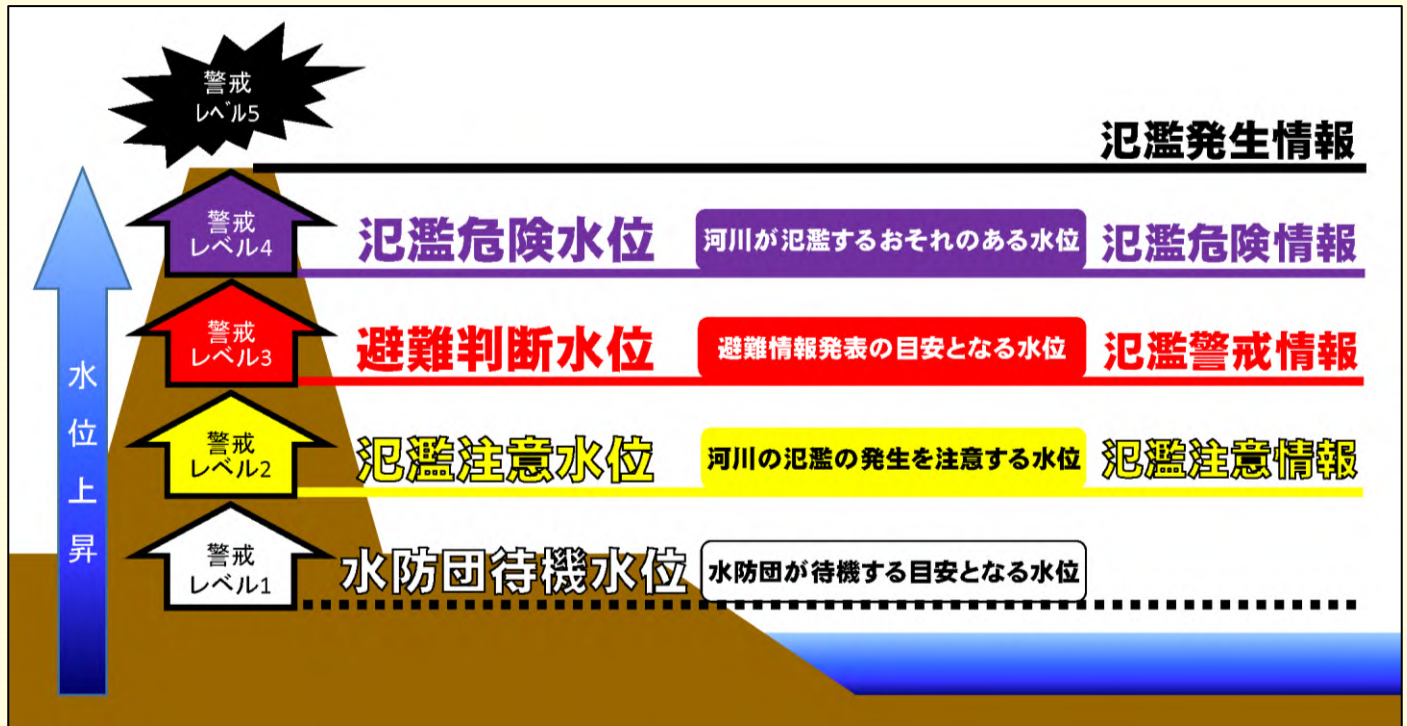 警戒
レベル5
氾濫発生情報
警戒
レベル4
氾濫危険水位
河川が氾濫するおそれのある水位
氾濫危険情報
警戒
レベル3
避難判断水位
避難情報発表の目安となる水位
氾濫警戒情報
警戒
レベル2
氾濫注意水位
河川の氾濫の発生を注意する水位
氾濫注意情報
警戒
レベル1
水防団待機水位
水防団が待機する目安となる水位
水位上昇